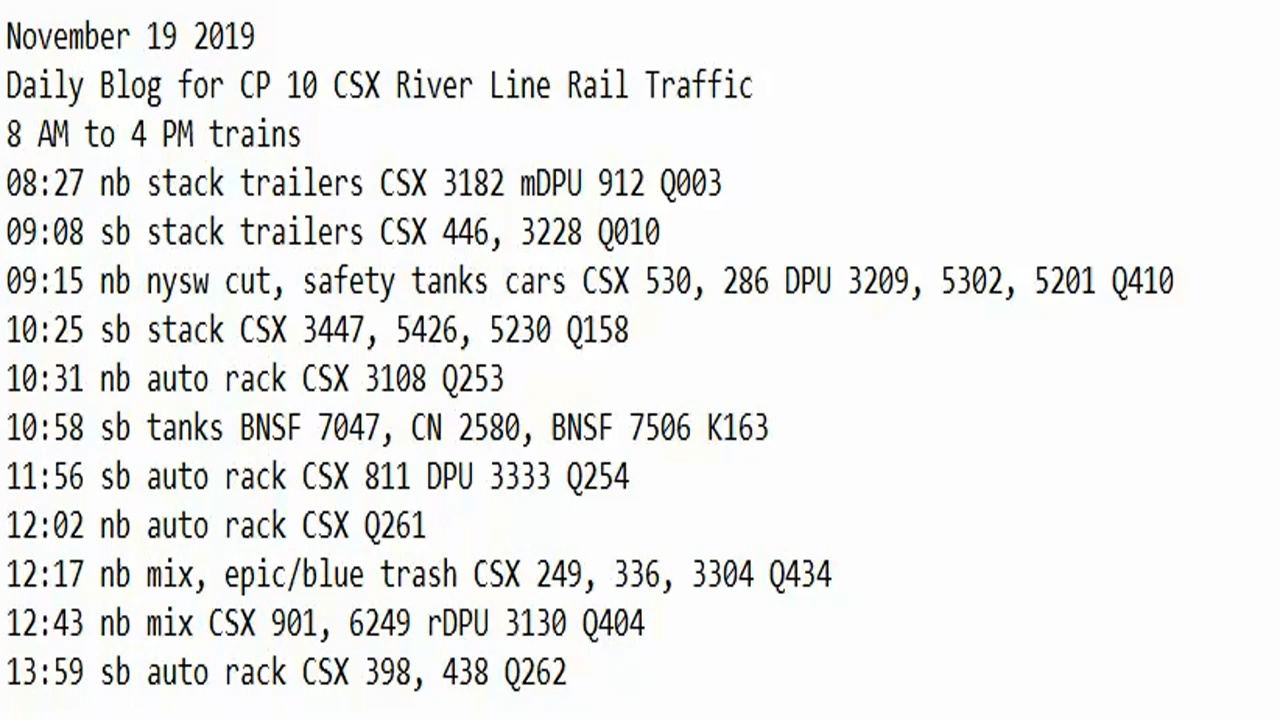 November 19 2019
Daily Blog for CP 10 CSX River Line Rail Traffic
8 AM to 4 PM trains
08:27 nb stack trailers CSX 3182 mDPU 912 Q003
09:08 sb stack trailers CSX 446, 3228 Q010
09:15 nb nysw cut, safety tanks cars CSX 530, 286 DPU 3209, 5302, 5201 Q410
10:25 sb stack CSX 3447, 5426, 5230 Q158
10:31 nb auto rack CSX 3108 Q253
10:58 sb tanks BNSF 7047, CN 2580, BNSF 7506 K163
11:56 sb auto rack CSX 811 DPU 3333 Q254
12:02 nb auto rack CSX Q261
12:17 nb mix, epic/blue trash CSX 249, 336, 3304 Q434
12:43 nb mix CSX 901, 6249 rDPU 3130 Q404
13:59 sb auto rack CSX 398, 438 Q262